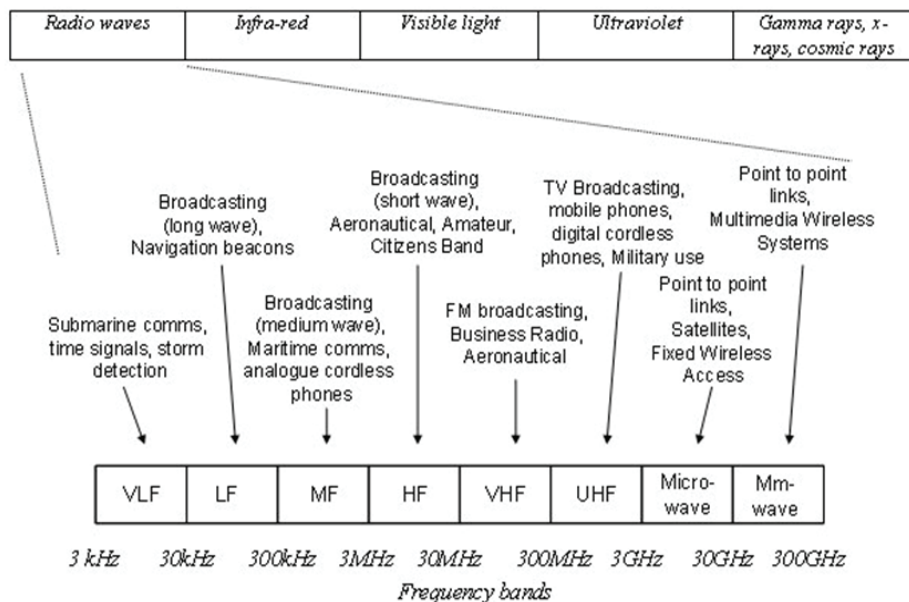 Radio waves
Infra-red
Visible light
Ultraviolet
Gamma rays, x-
rays, cosmic rays
Submarine comms,
time signals, storm
detection
Broadcasting
(long wave),
Navigation beacons
Broadcasting
(medium wave),
Maritime comms,
analogue cordless
phones
Broadcasting
(short wave),
Aeronautical, Amateur,
Citizens Band
FM broadcasting,
Business Radio,
Aeronautical
TV Broadcasting,
mobile phones,
digital cordless
phones, Military use
Point to point
links,
Satellites,
Fixed Wireless
Access
Point to point
links,
Multimedia Wireless
Systems
VLF
LF
MF
HF
VHF
UHF
Micro-
wave
Mm-
wave
3 kHz
30kHz
300kHz
3MHz
30MHz
300MHz
3GHz
30GHz
300GHz
Frequency bands